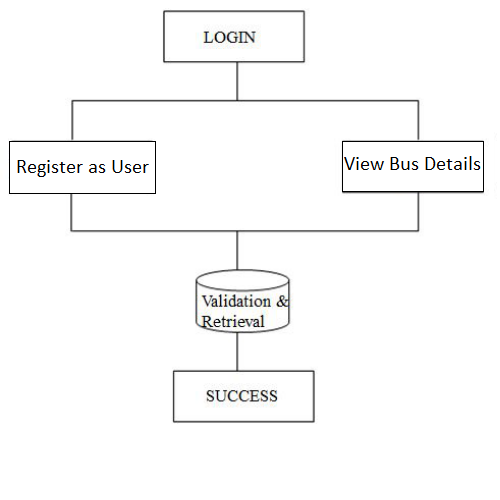 LOGIN
Register as User
View Bus Details
Validation &
Retrieval
SUCCESS